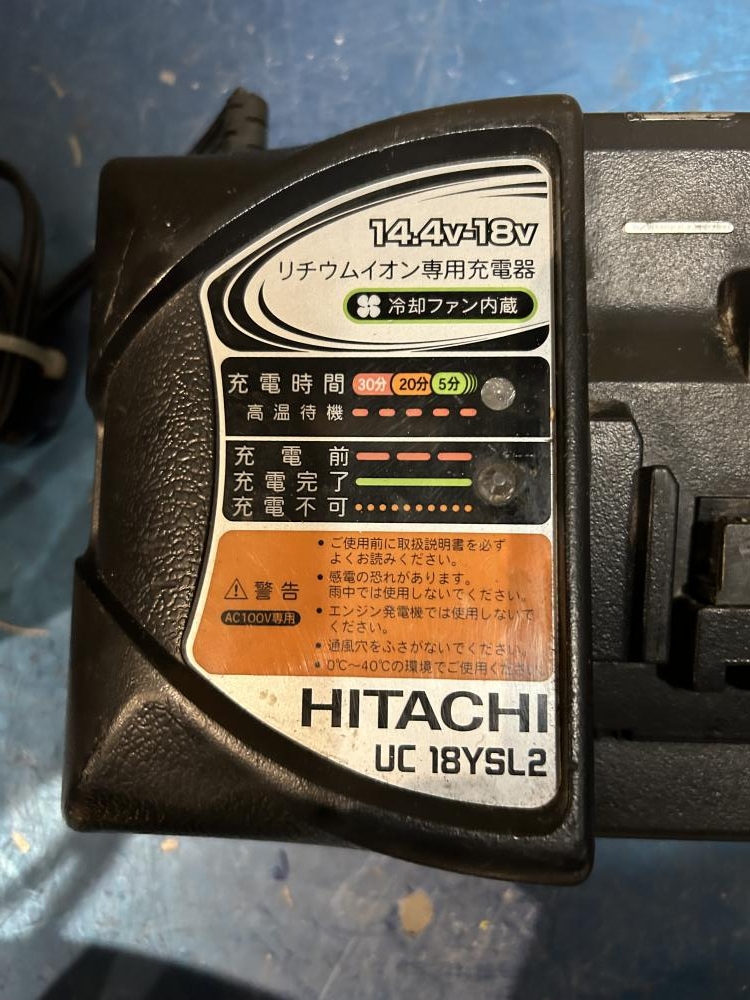 14.4v-18v
リチウムイオン専用充電器
冷却ファン内蔵
充電時間 30分 20分 5分
高温待機
充電前
充電完了
充電不可
• ご使用前に取扱説明書を必ず
よくお読みください。
• 感電の恐れがあります。
雨中では使用しないでください。
⚠ 警告
AC100V専用
• エンジン発電機では使用しないで
ください。
• 通風穴をふさがないでください。
• 0℃～40℃の環境でご使用ください
HITACHI
UC 18YSL2